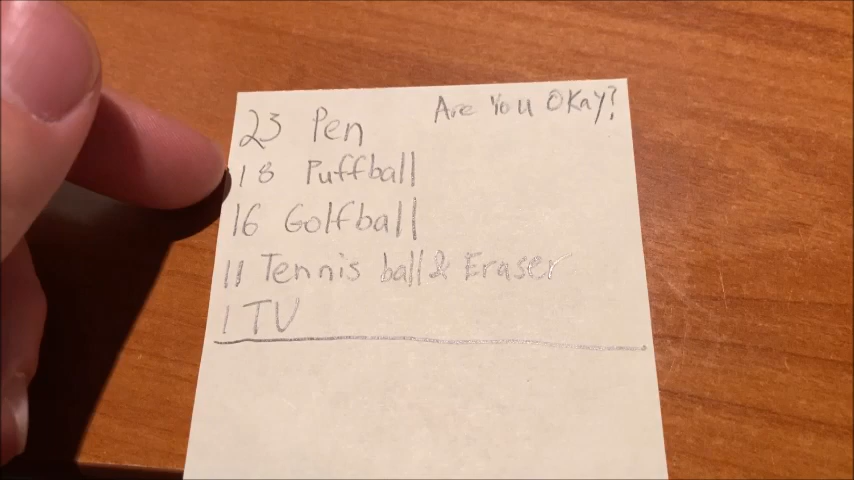 23 Pen Are You Okay?
18 Puffball
16 Golfball
11 Tennis ball & Eraser
1 TV